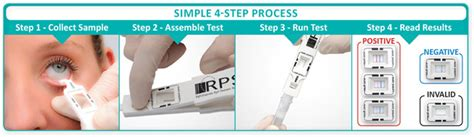 SIMPLE 4-STEP PROCESS
Step 1 - Collect Sample
Step 2 - Assemble Test
Step 3 - Run Test
Step 4 - Read Results
RPS
POSITIVE
NEGATIVE
INVALID